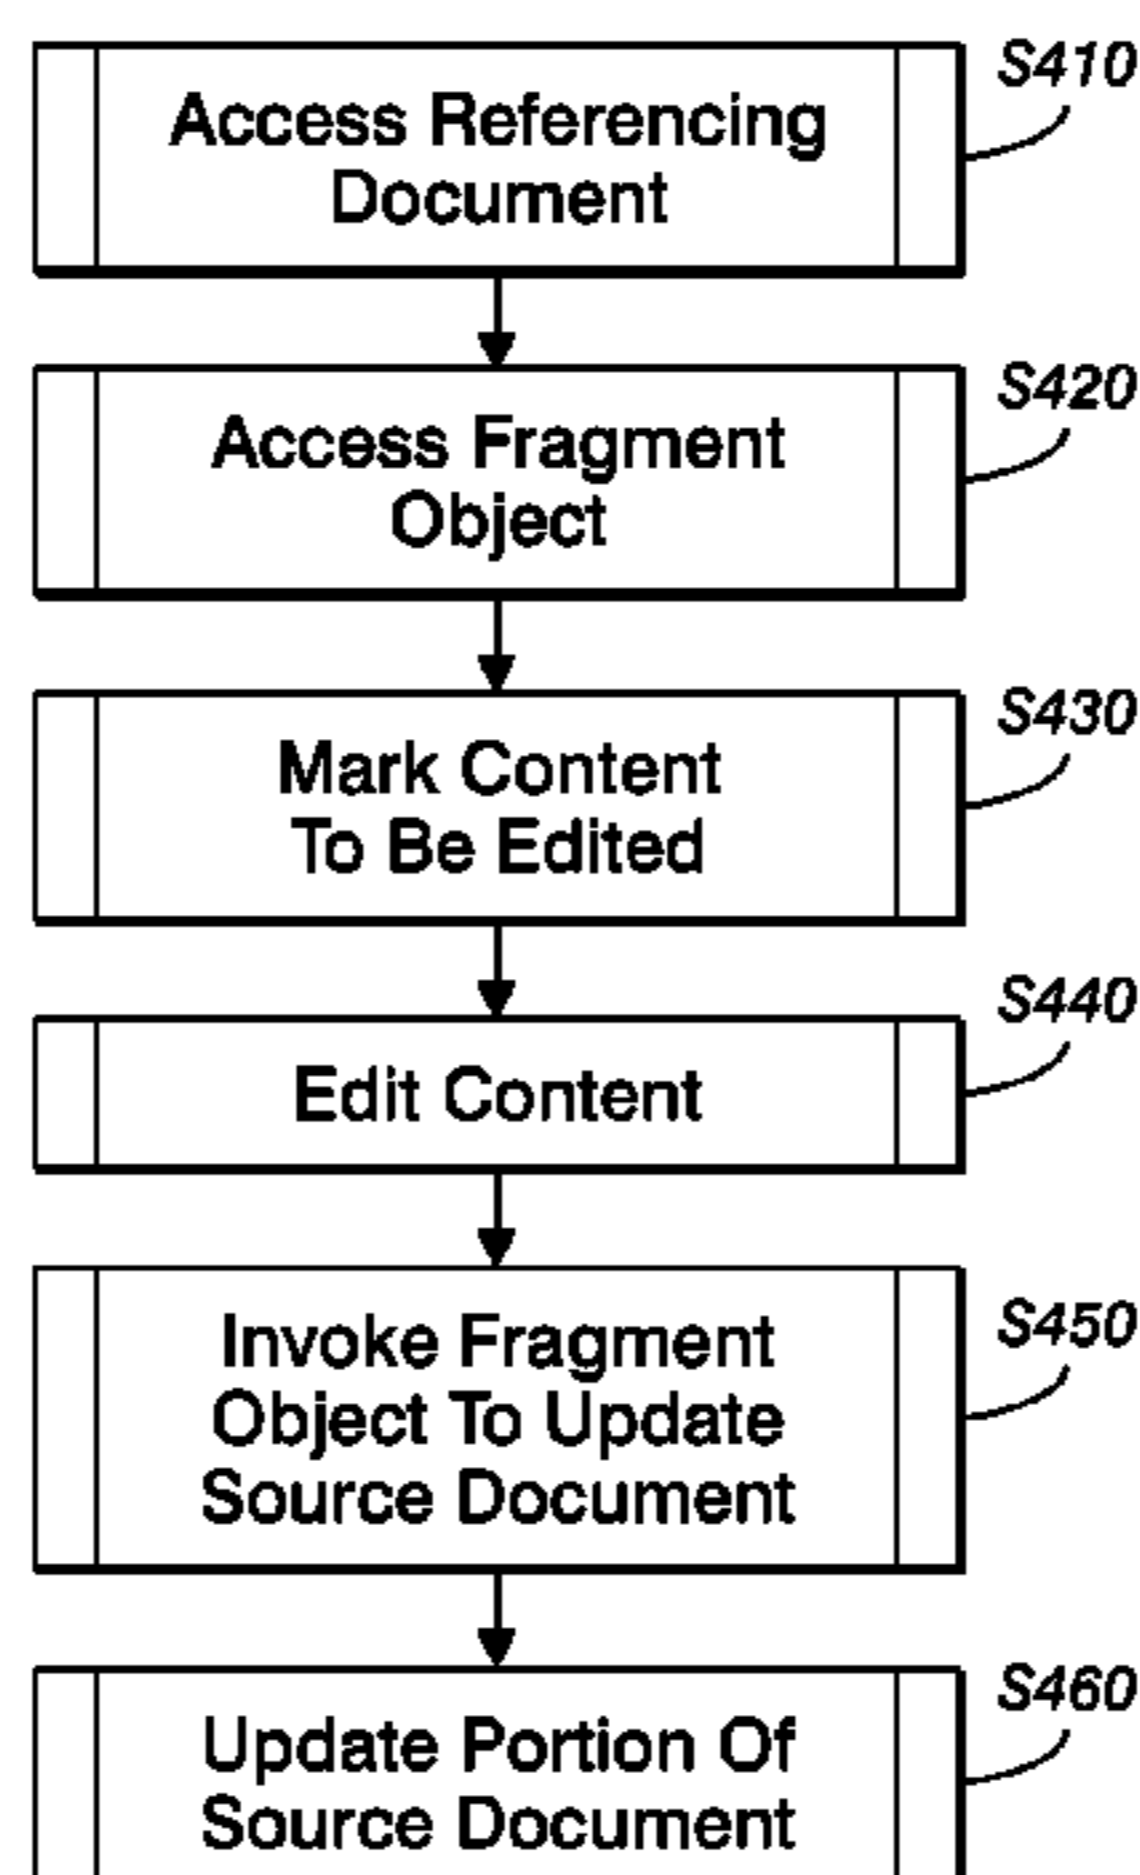 S410
Access Referencing
Document
S420
Access Fragment
Object
S430
Mark Content
To Be Edited
S440
Edit Content
S450
Invoke Fragment
Object To Update
Source Document
S460
Update Portion Of
Source Document